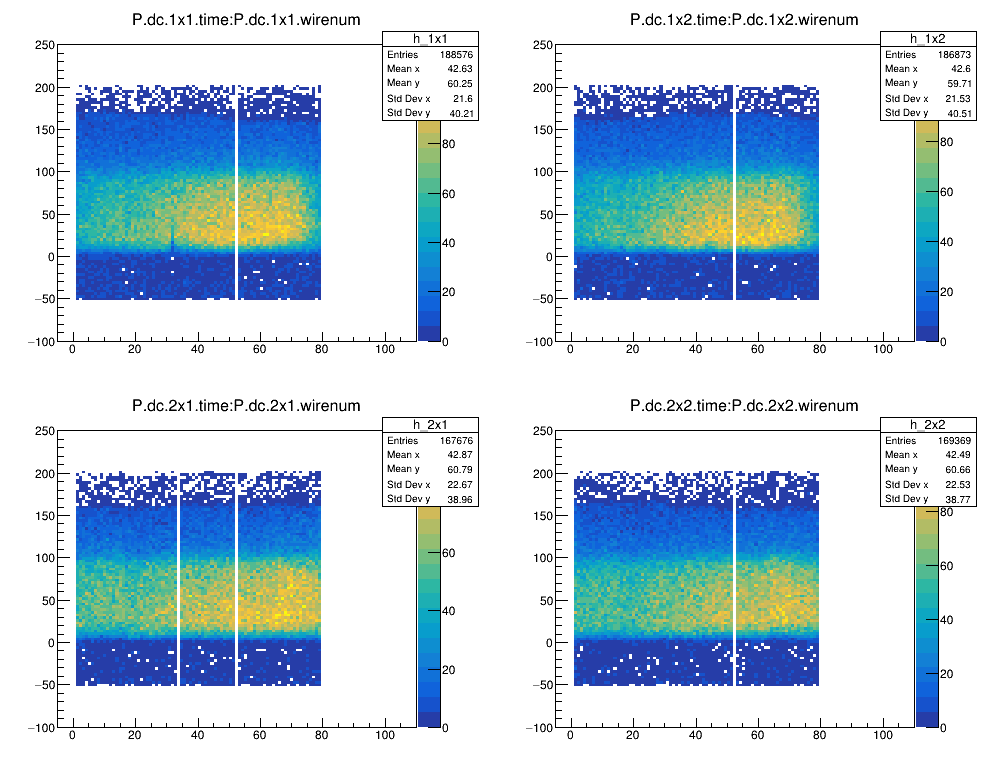 P.dc.1x1.time:P.dc.1x1.wirenum
h_1x1
Entries 188576
Mean x 42.63
Mean y 60.25
Std Dev x 21.6
Std Dev y 40.21
250
200
150
100
50
0
−50
−100
0 20 40 60 80 100
80
60
40
20
0
P.dc.1x2.time:P.dc.1x2.wirenum
h_1x2
Entries 186873
Mean x 42.6
Mean y 59.71
Std Dev x 21.53
Std Dev y 40.51
250
200
150
100
50
0
−50
−100
0 20 40 60 80 100
80
60
40
20
0
P.dc.2x1.time:P.dc.2x1.wirenum
h_2x1
Entries 167676
Mean x 42.87
Mean y 60.79
Std Dev x 22.67
Std Dev y 38.96
250
200
150
100
50
0
−50
−100
0 20 40 60 80 100
60
40
20
0
P.dc.2x2.time:P.dc.2x2.wirenum
h_2x2
Entries 169369
Mean x 42.49
Mean y 60.66
Std Dev x 22.53
Std Dev y 38.77
250
200
150
100
50
0
−50
−100
0 20 40 60 80 100
80
60
40
20
0